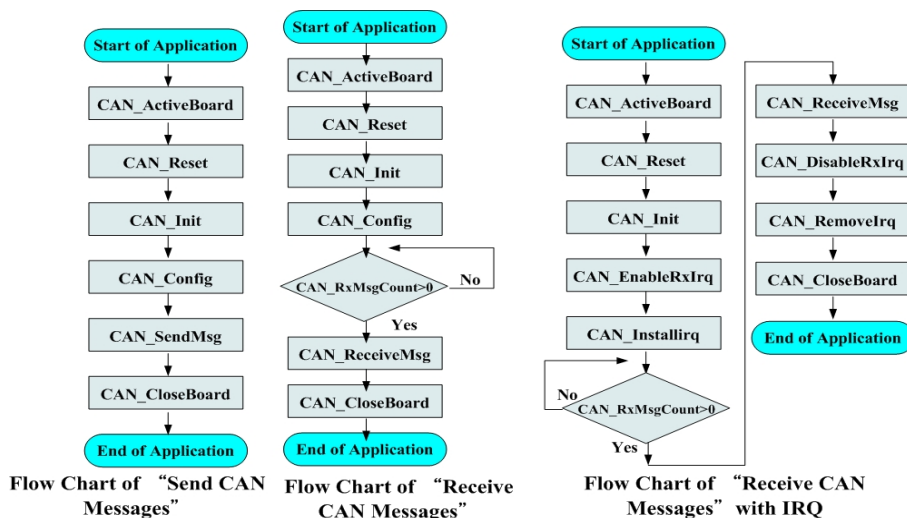 Start of Application
CAN_ActiveBoard
CAN_Reset
CAN_Init
CAN_Config
CAN_SendMsg
CAN_CloseBoard
End of Application
Flow Chart of “Send CAN
Messages”
Start of Application
CAN_ActiveBoard
CAN_Reset
CAN_Init
CAN_Config
CAN_RxMsgCount>0
No
Yes
CAN_ReceiveMsg
CAN_CloseBoard
End of Application
Flow Chart of “Receive
CAN Messages”
Start of Application
CAN_ActiveBoard
CAN_Reset
CAN_Init
CAN_EnableRxIrq
CAN_Installirq
No
CAN_RxMsgCount>0
Yes
CAN_ReceiveMsg
CAN_DisableRxIrq
CAN_RemoveIrq
CAN_CloseBoard
End of Application
Flow Chart of “Receive CAN
Messages” with IRQ